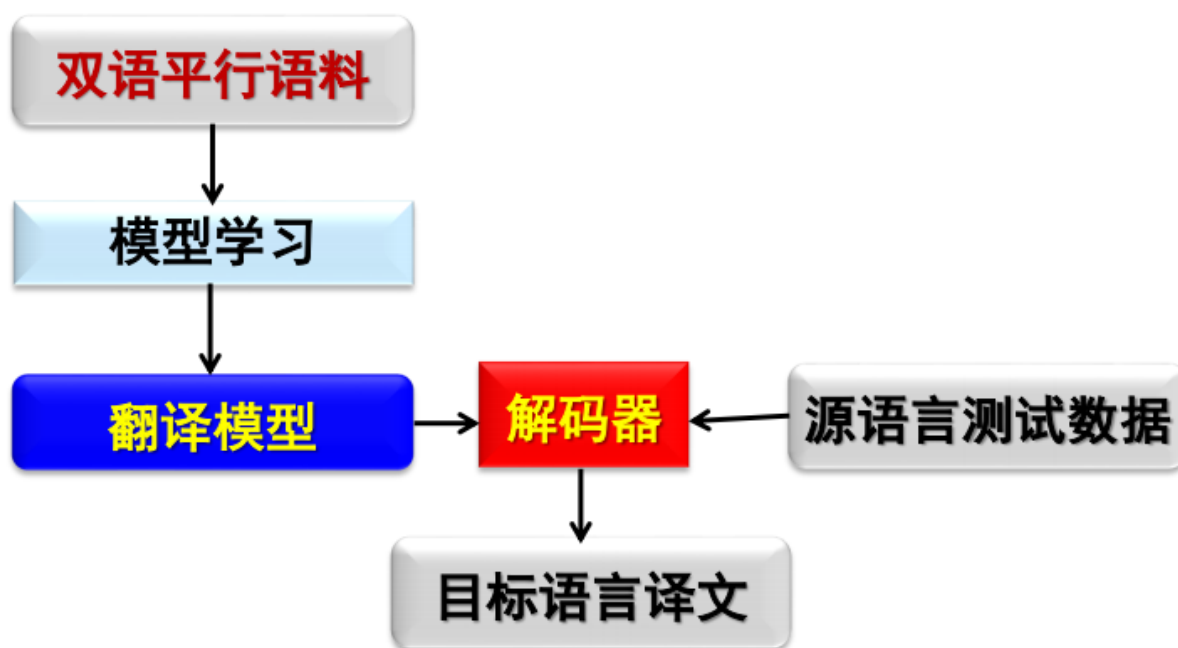 双语平行语料
模型学习
翻译模型
解码器
源语言测试数据
目标语言译文